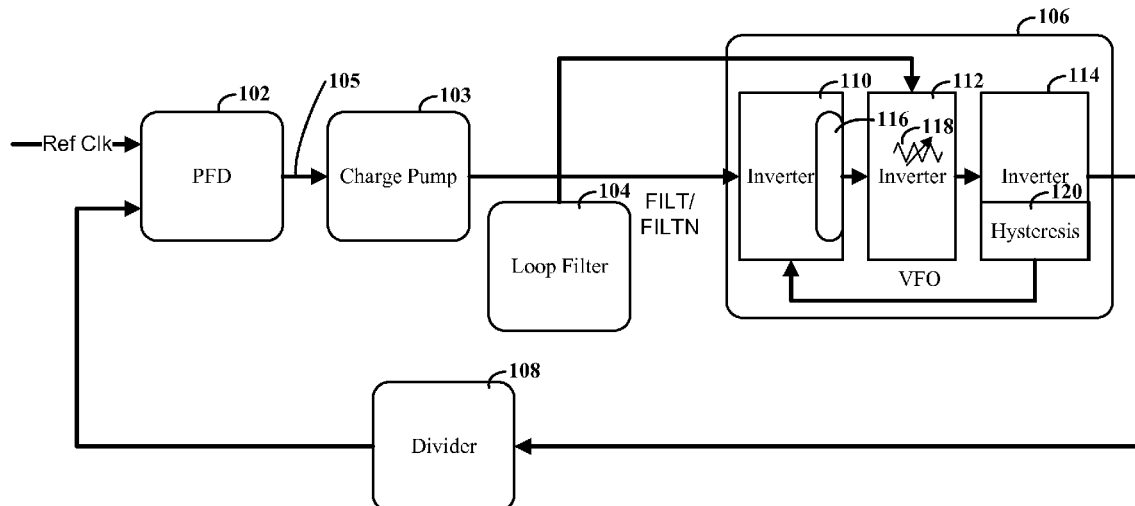 106
102
105
103
110
112
114
116
118
Ref Clk
PFD
Charge Pump
Inverter
Inverter
Inverter
104
FILT/
FILTN
120
Hysteresis
Loop Filter
VFO
108
Divider